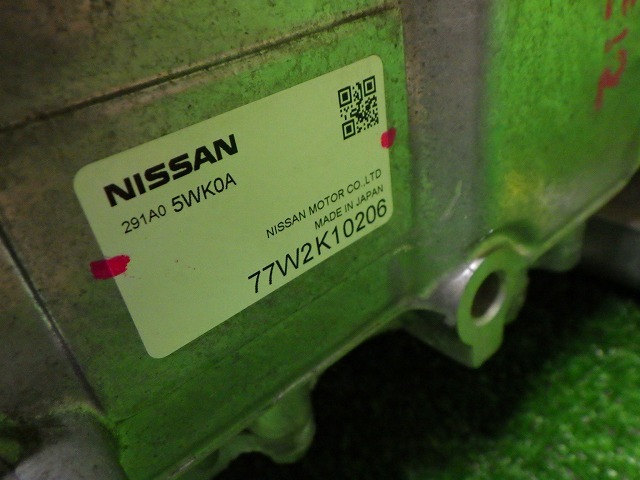 NISSAN
291A0 5WK0A
NISSAN MOTOR CO.,LTD
MADE IN JAPAN
77W2K10206